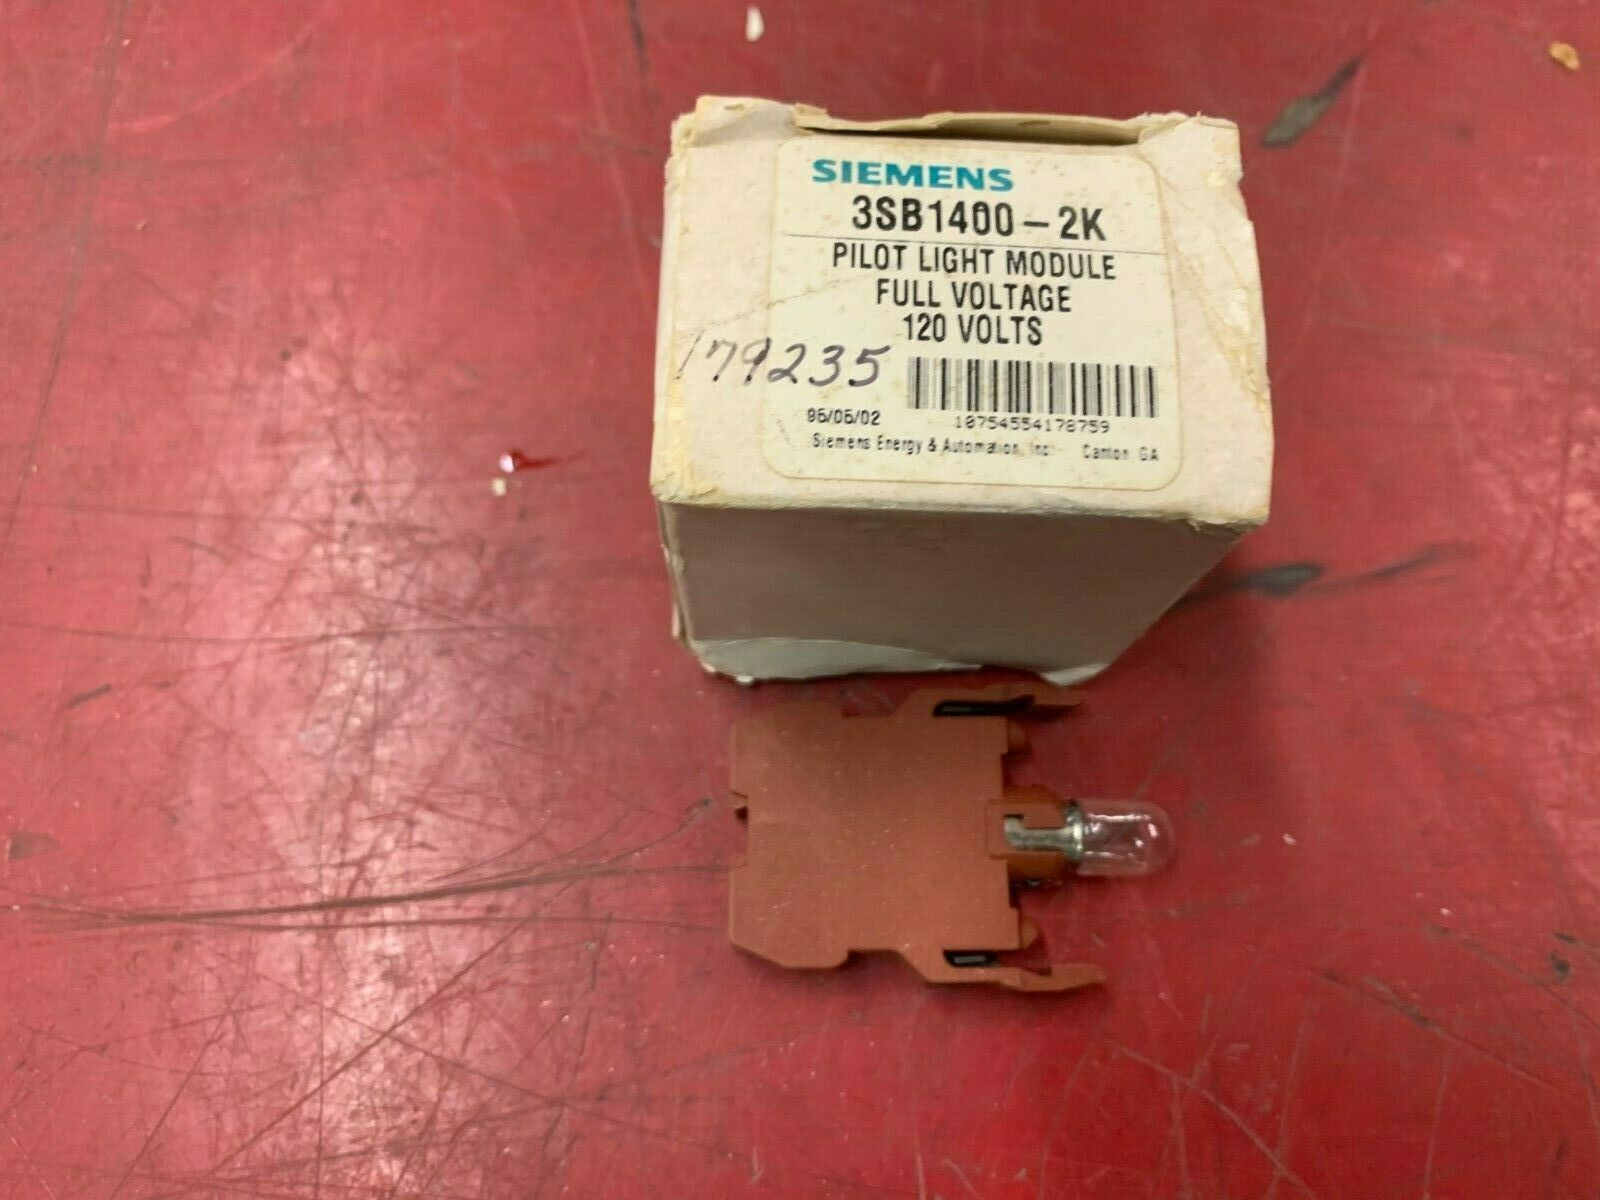 SIEMENS
3SB1400-2K
PILOT LIGHT MODULE
FULL VOLTAGE
120 VOLTS
179235
96/06/02
10754554178759
Siemens Energy & Automation, Inc. Canton GA